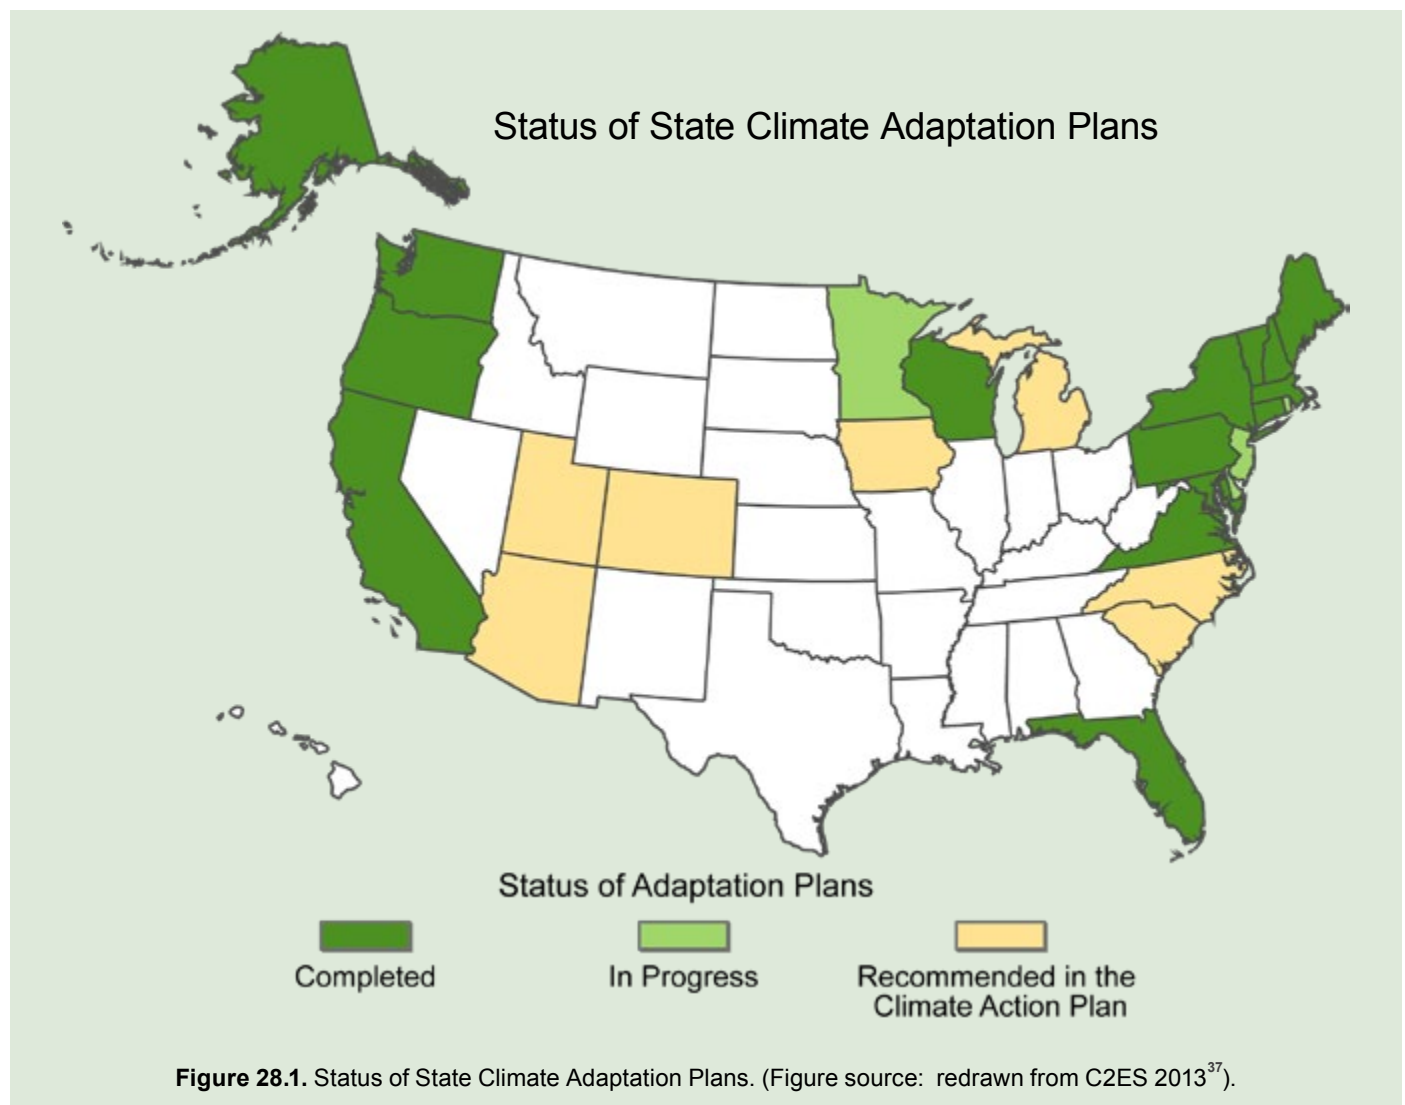 Status of State Climate Adaptation Plans
Status of Adaptation Plans
Completed
In Progress
Recommended in the
Climate Action Plan
Figure 28.1. Status of State Climate Adaptation Plans. (Figure source:  redrawn from C2ES 201337).